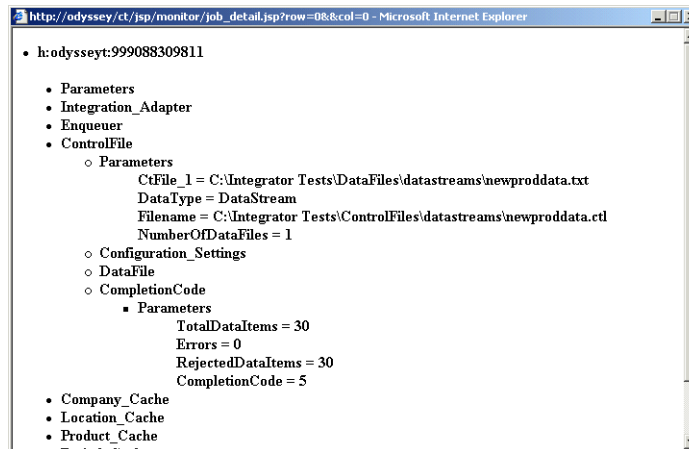 http://odyssey/ct/jsp/monitor/job_detail.jsp?row=0&&col=0 - Microsoft Internet Explorer
h:odysseyt:999088309811
Parameters
Integration_Adapter
Enqueuer
ControlFile
Parameters
CtFile_1 = C:\Integrator Tests\DataFiles\datastreams\newproddata.txt
DataType = DataStream
Filename = C:\Integrator Tests\ControlFiles\datastreams\newproddata.ctl
NumberOfDataFiles = 1
Configuration_Settings
DataFile
CompletionCode
Parameters
TotalDataItems = 30
Errors = 0
RejectedDataItems = 30
CompletionCode = 5
Company_Cache
Location_Cache
Product_Cache